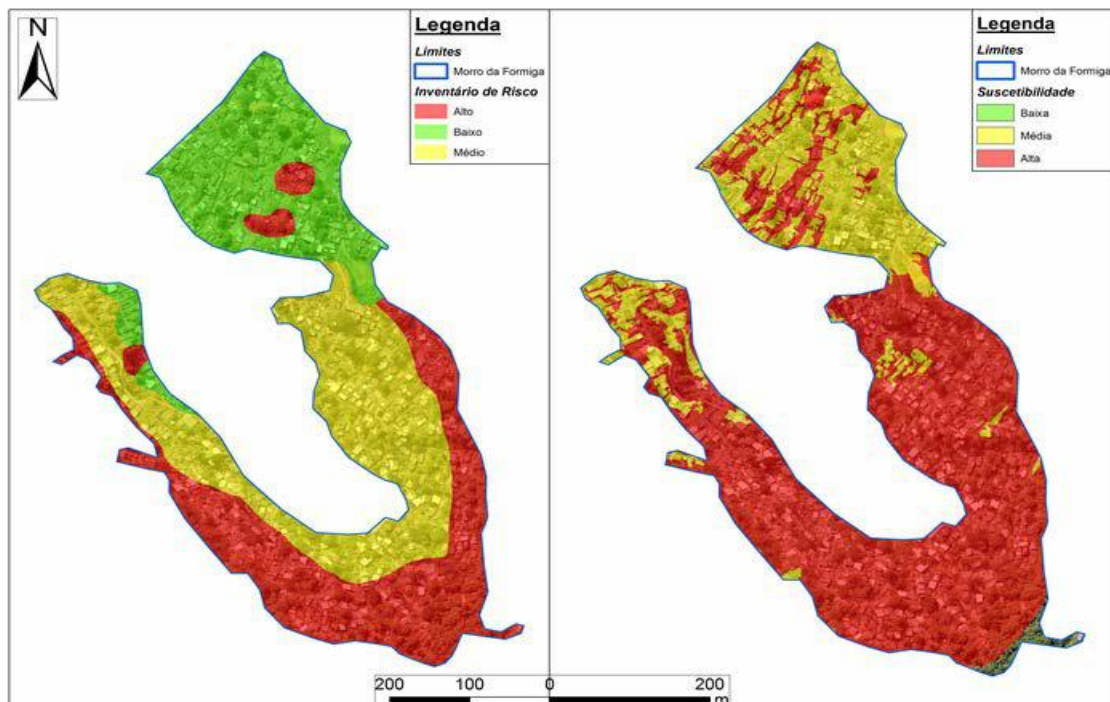 N
Legenda
Limites
Morro da Formiga
Inventário de Risco
Alto
Baixo
Médio
Legenda
Limites
Morro da Formiga
Suscetibilidade
Baixa
Média
Alta
200 100 0 200
m